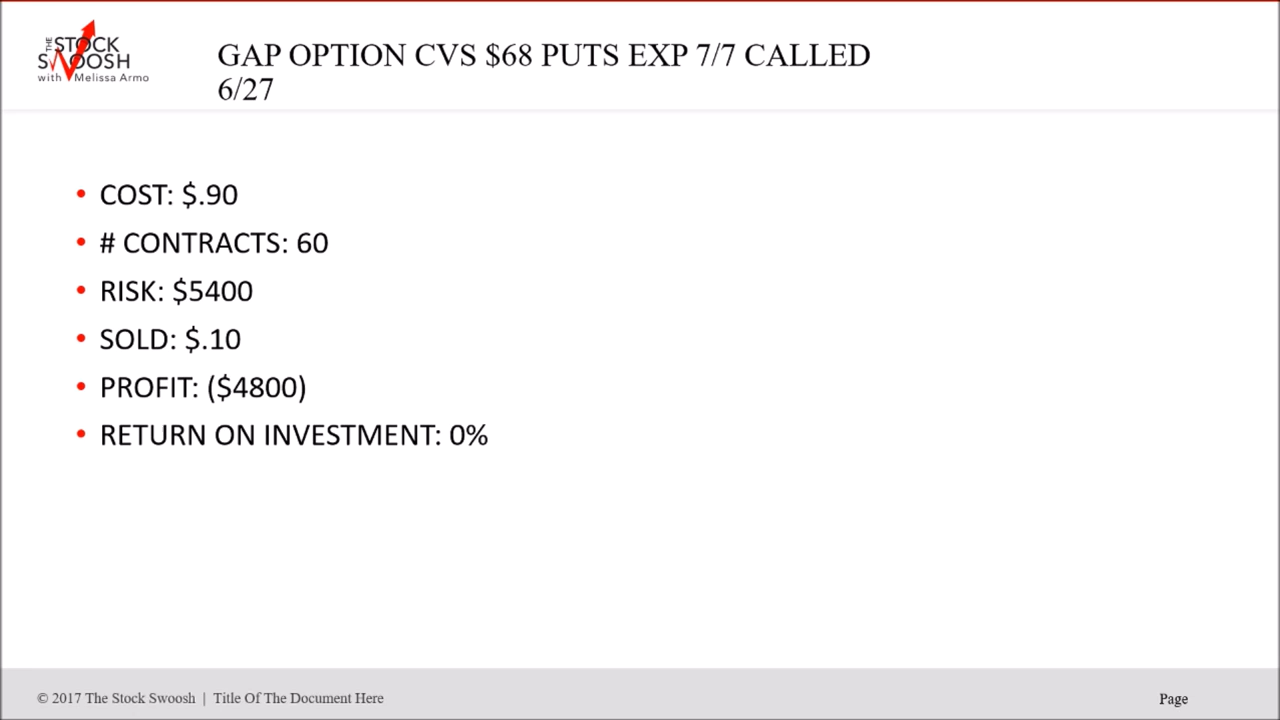 THE STOCK
SWOOSH
with Melissa Armo
GAP OPTION CVS $68 PUTS EXP 7/7 CALLED
6/27
• COST: $.90
• # CONTRACTS: 60
• RISK: $5400
• SOLD: $.10
• PROFIT: ($4800)
• RETURN ON INVESTMENT: 0%
© 2017 The Stock Swoosh | Title Of The Document Here
Page